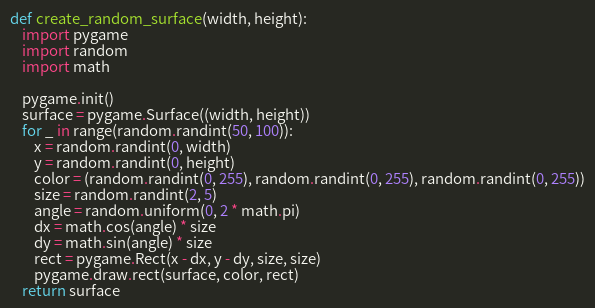 def create_random_surface(width, height):
    import pygame
    import random
    import math

    pygame.init()
    surface = pygame.Surface((width, height))
    for _ in range(random.randint(50, 100)):
        x = random.randint(0, width)
        y = random.randint(0, height)
        color = (random.randint(0, 255), random.randint(0, 255), random.randint(0, 255))
        size = random.randint(2, 5)
        angle = random.uniform(0, 2 * math.pi)
        dx = math.cos(angle) * size
        dy = math.sin(angle) * size
        rect = pygame.Rect(x - dx, y - dy, size, size)
        pygame.draw.rect(surface, color, rect)
    return surface